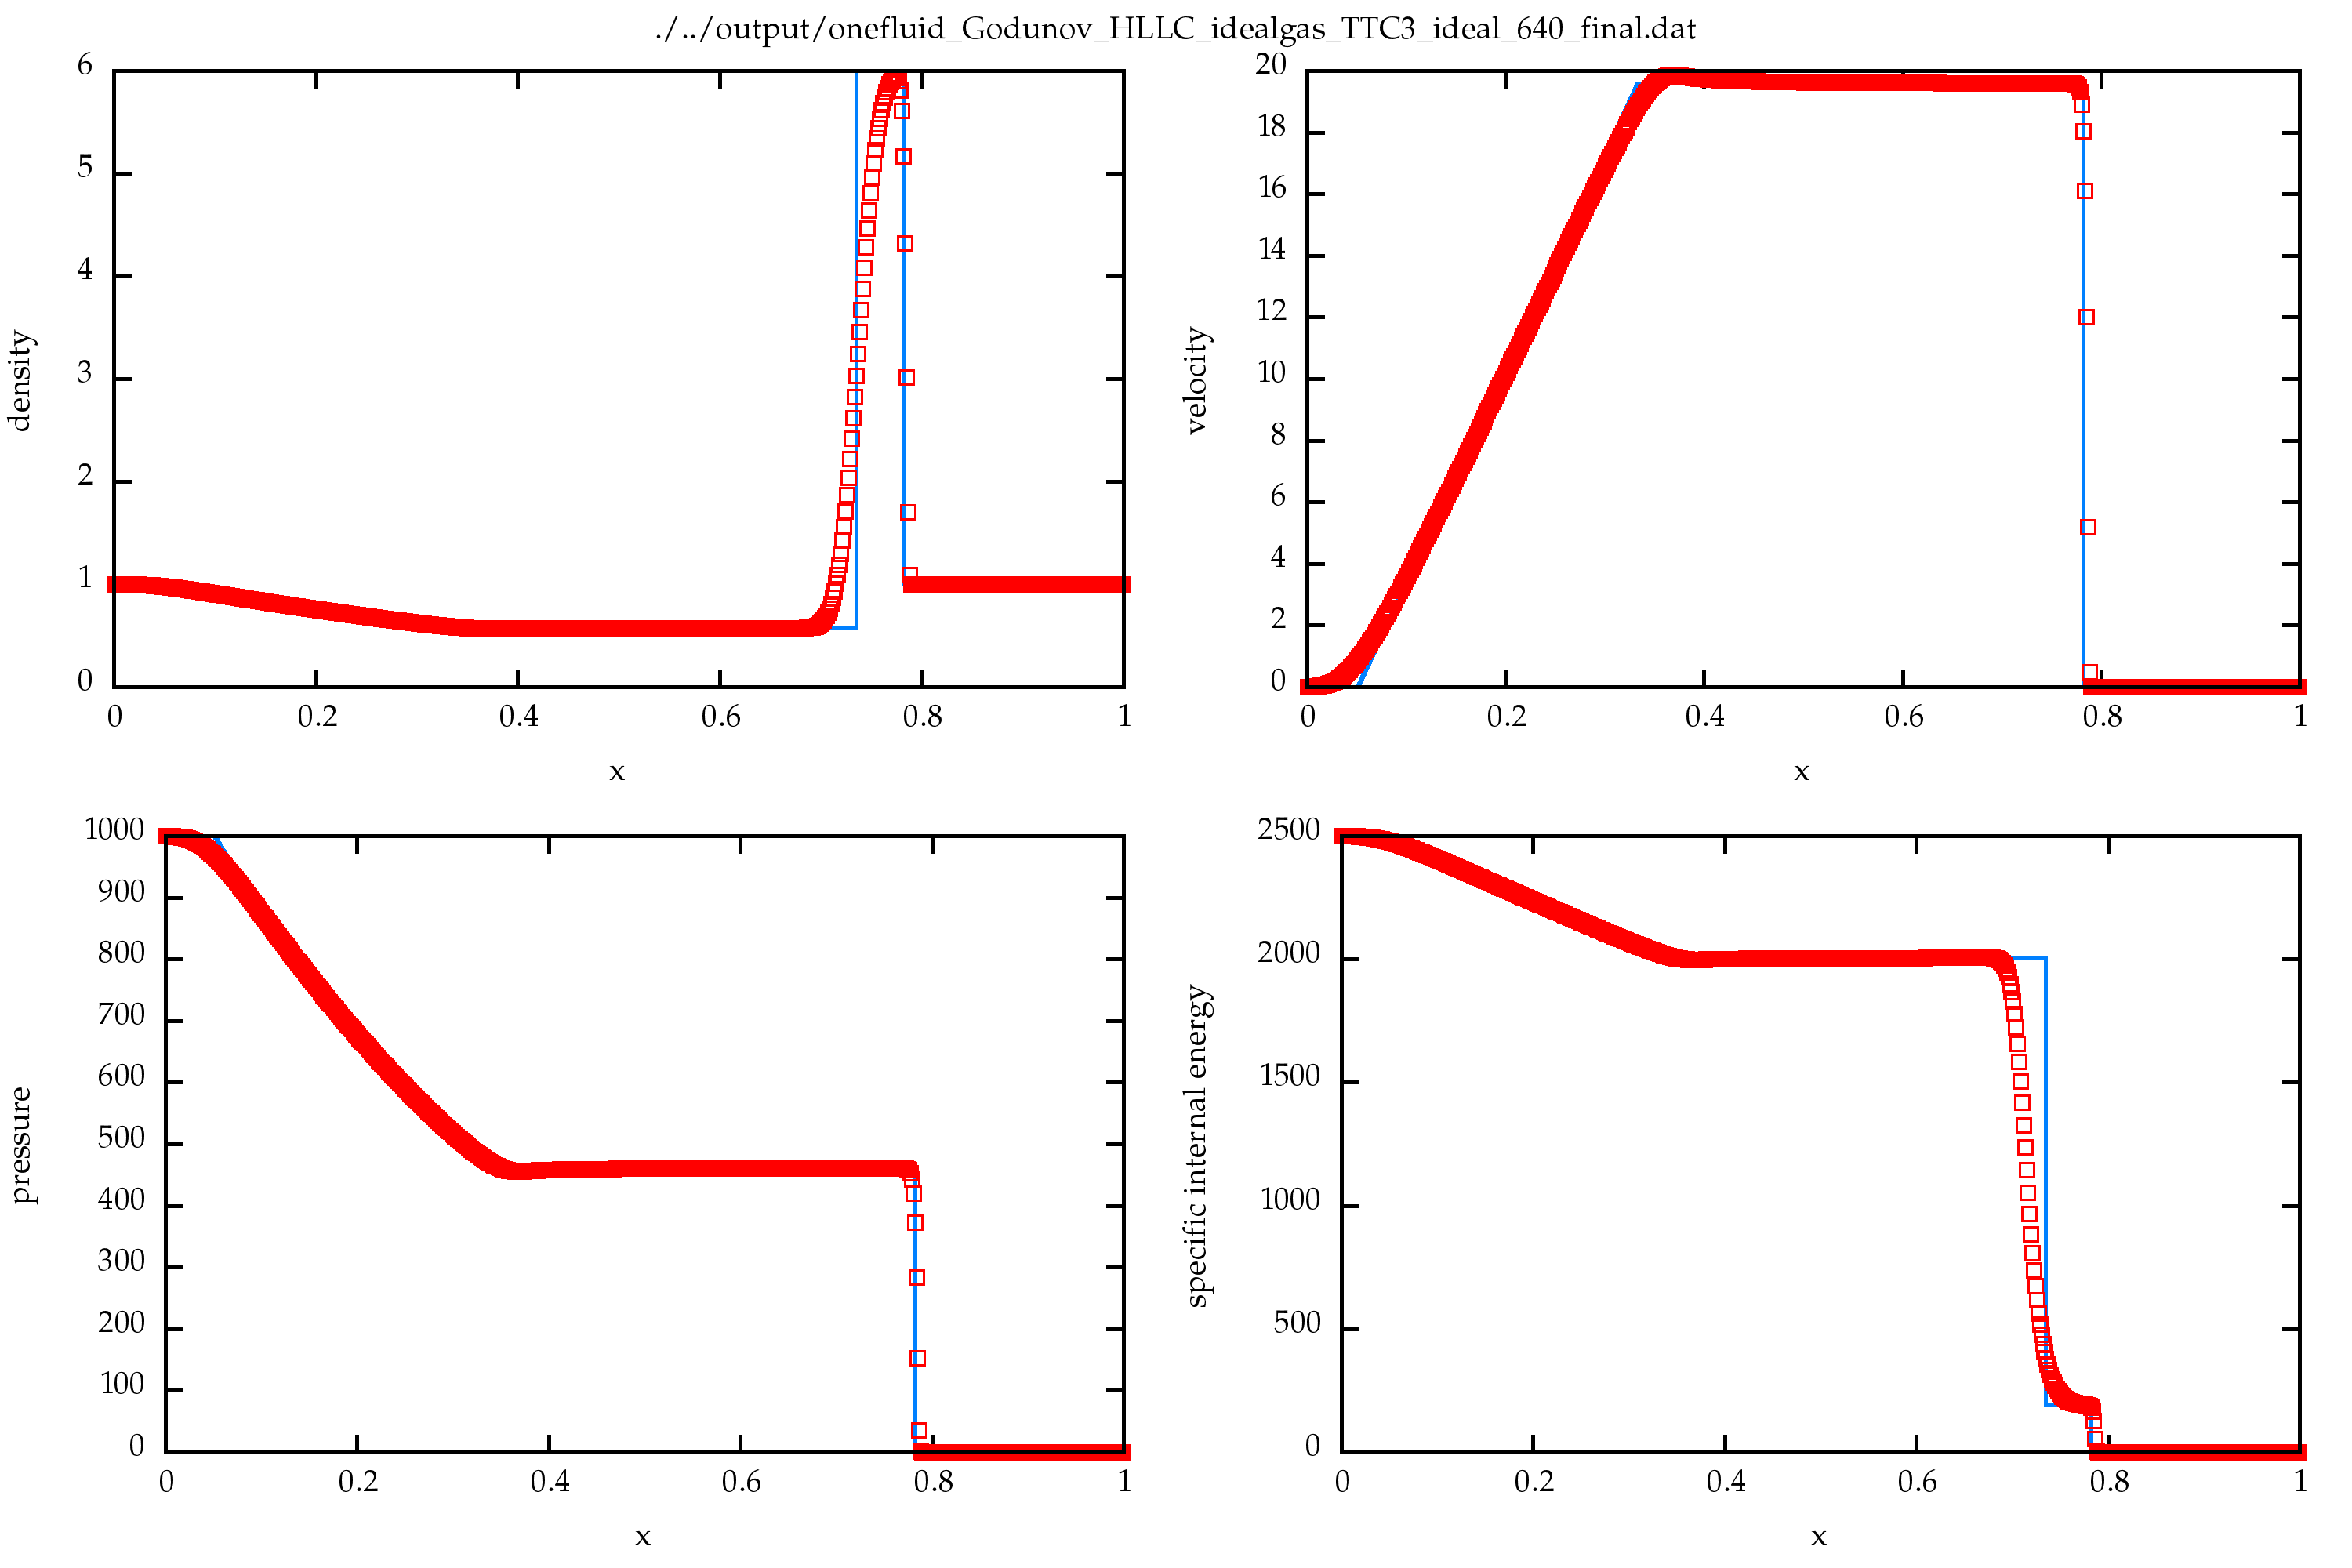 ./../output/onefluid_Godunov_HLLC_idealgas_TTC3_ideal_640_final.dat
6
5
4
3
2
1
0
density
0 0.2 0.4 0.6 0.8 1
x
20
18
16
14
12
10
8
6
4
2
0
velocity
0 0.2 0.4 0.6 0.8 1
x
1000
900
800
700
600
500
400
300
200
100
0
pressure
0 0.2 0.4 0.6 0.8 1
x
2500
2000
1500
1000
500
0
specific internal energy
0 0.2 0.4 0.6 0.8 1
x